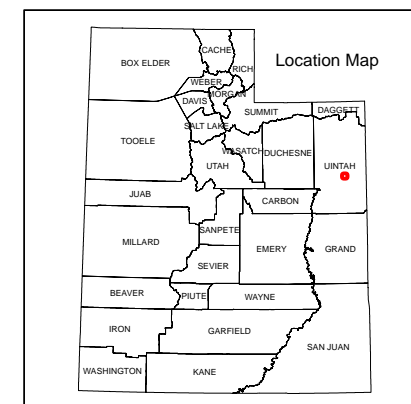 Location Map
CACHE
BOX ELDER
RICH
WEBER
MORGAN
DAVIS
SUMMIT
DAGGETT
SALT LAKE
TOOELE
WASATCH
DUCHESNE
UTAH
UINTAH
JUAB
CARBON
SANPETE
MILLARD
EMERY
GRAND
SEVIER
BEAVER
PIUTE
WAYNE
IRON
GARFIELD
SAN JUAN
WASHINGTON
KANE